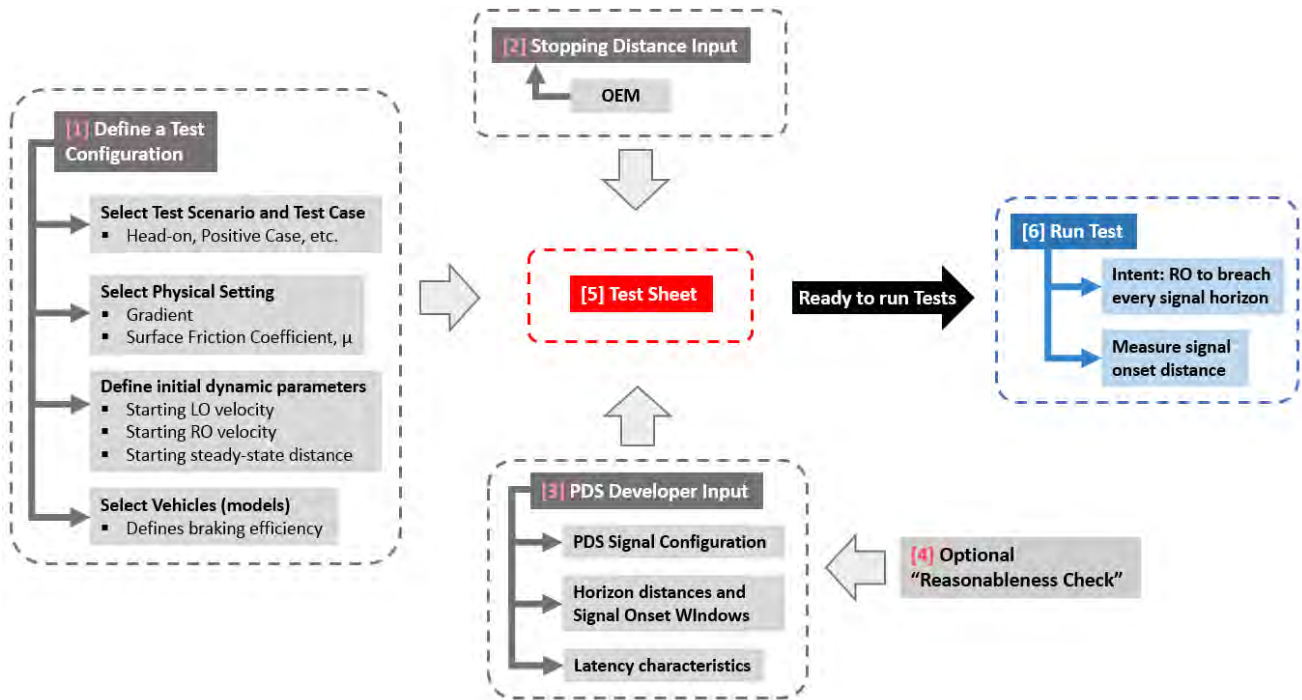 [1] Define a Test
Configuration
Select Test Scenario and Test Case
▪ Head-on, Positive Case, etc.
Select Physical Setting
▪ Gradient
▪ Surface Friction Coefficient, μ
Define initial dynamic parameters
▪ Starting LO velocity
▪ Starting RO velocity
▪ Starting steady-state distance
Select Vehicles (models)
▪ Defines braking efficiency
[2] Stopping Distance Input
OEM
[5] Test Sheet
[3] PDS Developer Input
PDS Signal Configuration
Horizon distances and
Signal Onset WIndows
Latency characteristics
[4] Optional
“Reasonableness Check”
Ready to run Tests
[6] Run Test
Intent: RO to breach
every signal horizon
Measure signal
onset distance